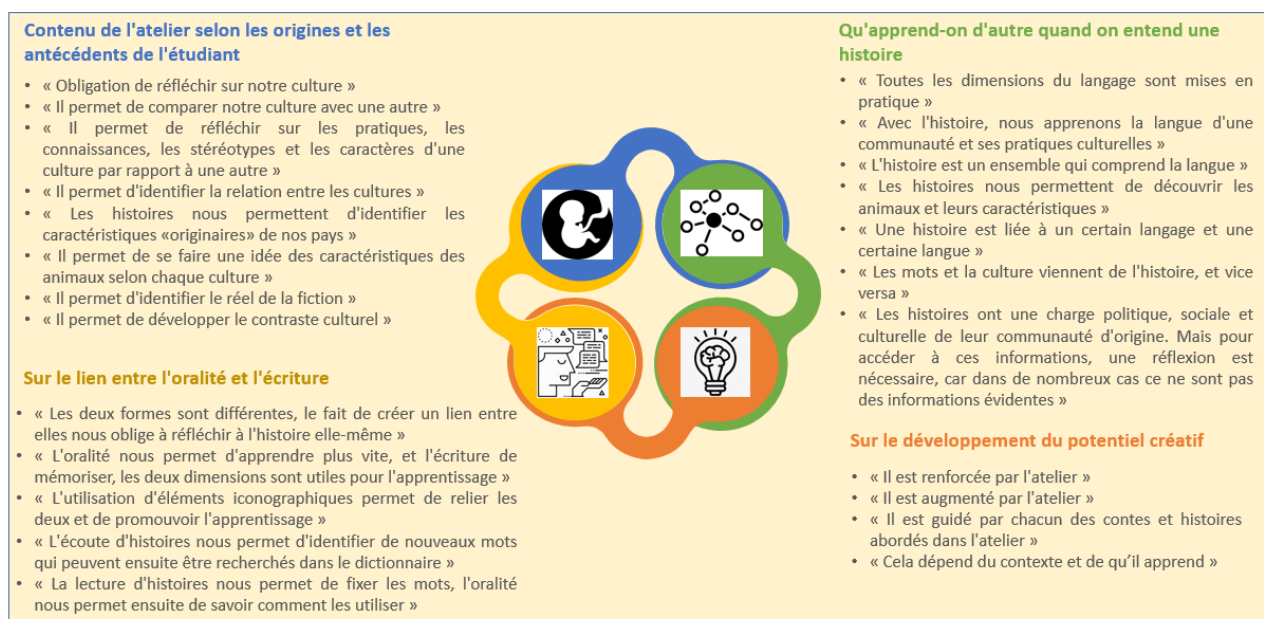 Contenu de l'atelier selon les origines et les
antécédents de l'étudiant
• « Obligation de réfléchir sur notre culture »
• « Il permet de comparer notre culture avec une autre »
• « Il permet de réfléchir sur les pratiques, les
connaissances, les stéréotypes et les caractères d'une
culture par rapport à une autre »
• « Il permet d'identifier la relation entre les cultures »
• « Les histoires nous permettent d'identifier les
caractéristiques «originaires» de nos pays »
• « Il permet de se faire une idée des caractéristiques des
animaux selon chaque culture »
• « Il permet d'identifier le réel de la fiction »
• « Il permet de développer le contraste culturel »
Sur le lien entre l'oralité et l'écriture
• « Les deux formes sont différentes, le fait de créer un lien entre
elles nous oblige à réfléchir à l'histoire elle-même »
• « L'oralité nous permet d'apprendre plus vite, et l'écriture de
mémoriser, les deux dimensions sont utiles pour l'apprentissage »
• « L'utilisation d'éléments iconographiques permet de relier les
deux et de promouvoir l'apprentissage »
• « L'écoute d'histoires nous permet d'identifier de nouveaux mots
qui peuvent ensuite être recherchés dans le dictionnaire »
• « La lecture d'histoires nous permet de fixer les mots, l'oralité
nous permet ensuite de savoir comment les utiliser »
Qu'apprend-on d'autre quand on entend une
histoire
• « Toutes les dimensions du langage sont mises en
pratique »
• « Avec l'histoire, nous apprenons la langue d'une
communauté et ses pratiques culturelles »
• « L'histoire est un ensemble qui comprend la langue »
• « Les histoires nous permettent de découvrir les
animaux et leurs caractéristiques »
• « Une histoire est liée à un certain langage et une
certaine langue »
• « Les mots et la culture viennent de l'histoire, et vice
versa »
• « Les histoires ont une charge politique, sociale et
culturelle de leur communauté d'origine. Mais pour
accéder à ces informations, une réflexion est
nécessaire, car dans de nombreux cas ce ne sont pas
des informations évidentes »
Sur le développement du potentiel créatif
• « Il est renforcée par l'atelier »
• « Il est augmenté par l'atelier »
• « Il est guidé par chacun des contes et histoires
abordés dans l'atelier »
• « Cela dépend du contexte et de qu’il apprend »